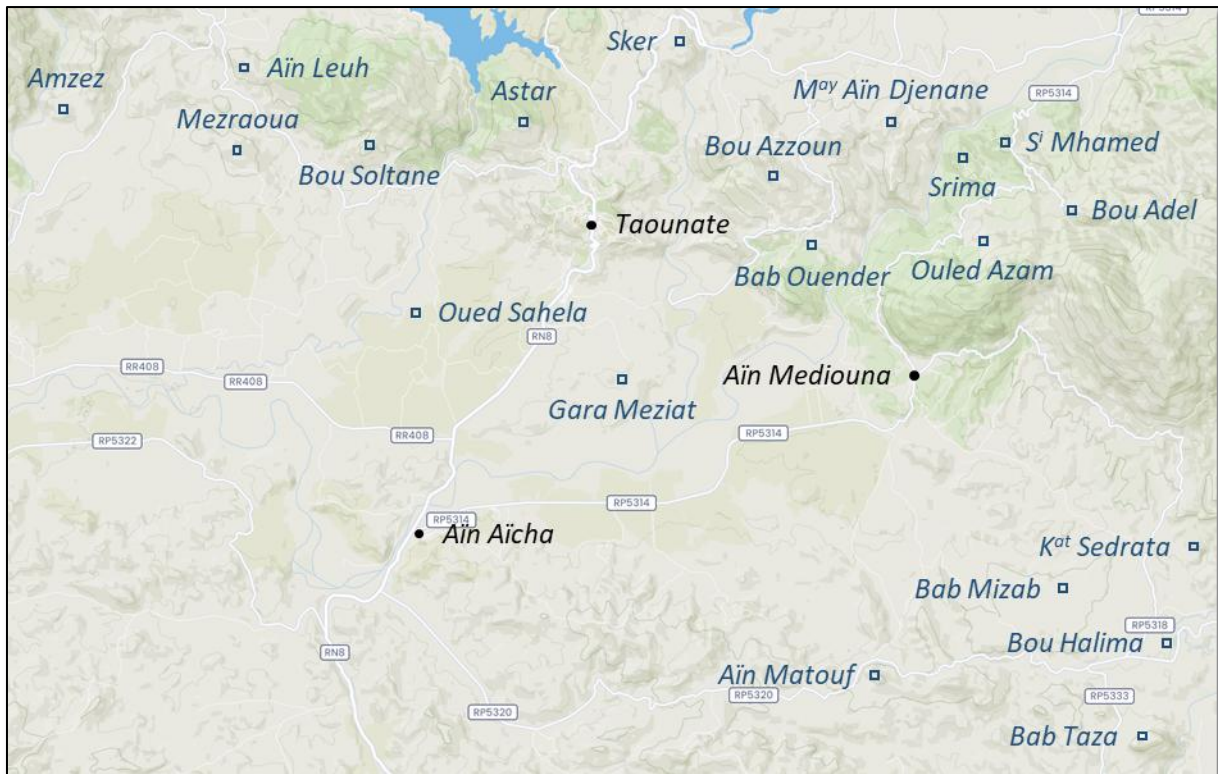 RP5314
Sker
Aïn Leuh
Amzez
Astar
Mᵃʸ Aïn Djenane
RP5314
Mezraoua
Bou Azzoun
Sⁱ Mhamed
Bou Soltane
Srima
Bou Adel
Taounate
Bab Ouender
Ouled Azam
Oued Sahela
RN8
RR408
RR408
Aïn Mediouna
Gara Meziat
RR408
RP5314
RP5322
RP5314
RP5314
Aïn Aïcha
Kᵃᵗ Sedrata
Bab Mizab
RP5318
Bou Halima
RN8
Aïn Matouf
RP5320
RP5333
RP5320
Bab Taza